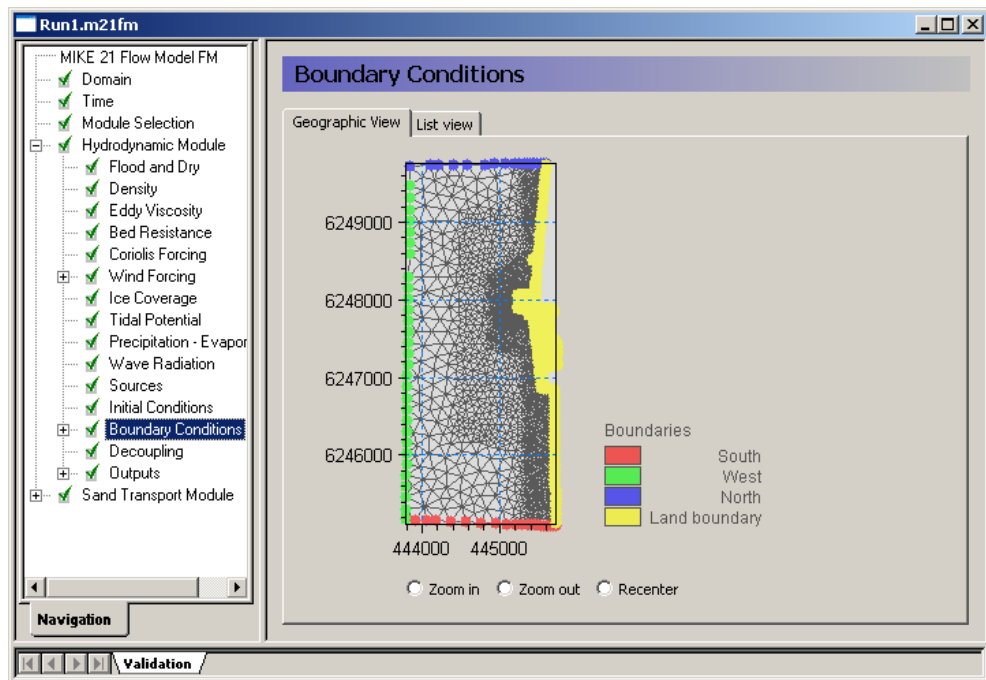 Run1.m21fm
MIKE 21 Flow Model FM
Domain
Time
Module Selection
Hydrodynamic Module
Flood and Dry
Density
Eddy Viscosity
Bed Resistance
Coriolis Forcing
Wind Forcing
Ice Coverage
Tidal Potential
Precipitation - Evapor
Wave Radiation
Sources
Initial Conditions
Boundary Conditions
Decoupling
Outputs
Sand Transport Module
Navigation
Boundary Conditions
Geographic View
List view
6249000
6248000
6247000
6246000
444000 445000
Boundaries
South
West
North
Land boundary
Zoom in Zoom out Recenter
Validation